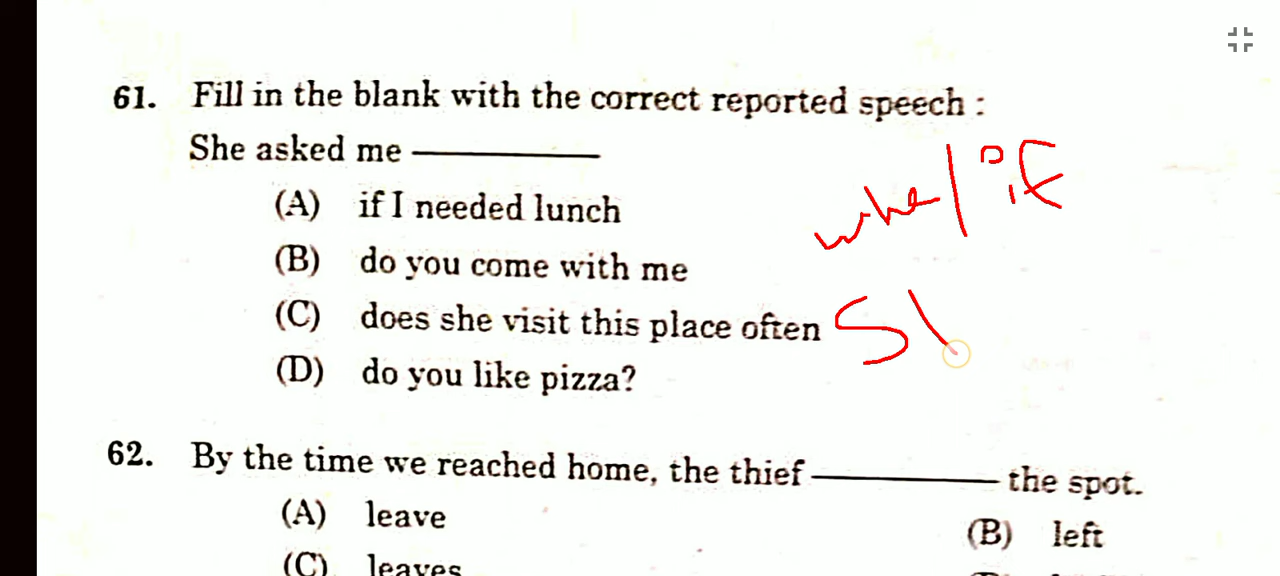 61. Fill in the blank with the correct reported speech :
She asked me
(A) if I needed lunch
whe/if
(B) do you come with me
(C) does she visit this place often
(D) do you like pizza?
62. By the time we reached home, the thief the spot.
(A) leave
(B) left
(C) leaves